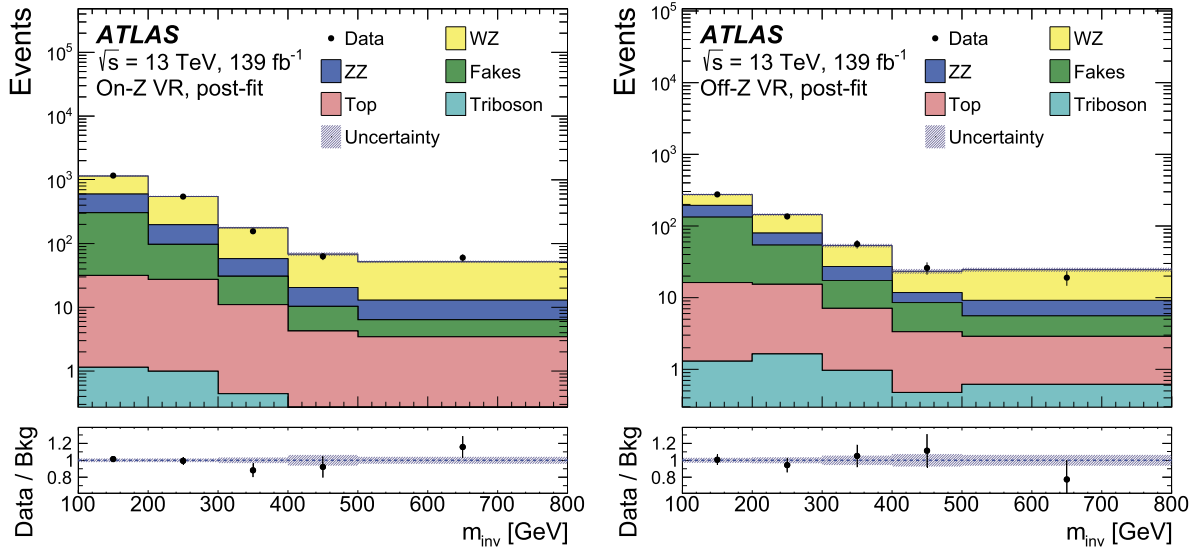 Events
10⁵
10⁴
10³
10²
10
1
ATLAS
√s = 13 TeV, 139 fb⁻¹
On-Z VR, post-fit
Data
WZ
ZZ
Fakes
Top
Triboson
Uncertainty
Data / Bkg
1.2
1
0.8
100 200 300 400 500 600 700 800
m_inv [GeV]
Events
10⁵
10⁴
10³
10²
10
1
ATLAS
√s = 13 TeV, 139 fb⁻¹
Off-Z VR, post-fit
Data
WZ
ZZ
Fakes
Top
Triboson
Uncertainty
Data / Bkg
1.2
1
0.8
100 200 300 400 500 600 700 800
m_inv [GeV]